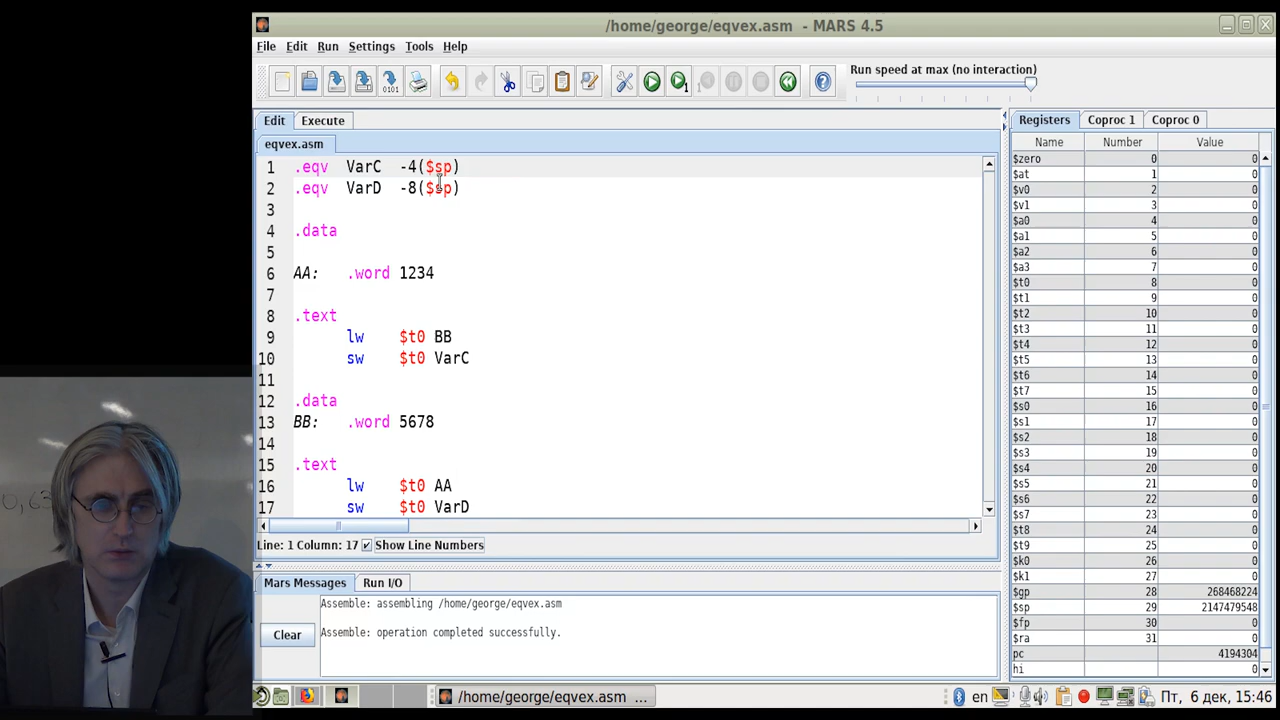 /home/george/eqvex.asm - MARS 4.5
File Edit Run Settings Tools Help
Run speed at max (no interaction)
Edit Execute
eqvex.asm
1 .eqv VarC -4($sp)
2 .eqv VarD -8($sp)
3
4 .data
5
6 AA: .word 1234
7
8 .text
9 lw $t0 BB
10 sw $t0 VarC
11
12 .data
13 BB: .word 5678
14
15 .text
16 lw $t0 AA
17 sw $t0 VarD
Line: 1 Column: 17 Show Line Numbers
Mars Messages Run I/O
Assemble: assembling /home/george/eqvex.asm
Clear
Assemble: operation completed successfully.
Registers Coproc 1 Coproc 0
Name Number Value
$zero 0 0
$at 1 0
$v0 2 0
$v1 3 0
$a0 4 0
$a1 5 0
$a2 6 0
$a3 7 0
$t0 8 0
$t1 9 0
$t2 10 0
$t3 11 0
$t4 12 0
$t5 13 0
$t6 14 0
$t7 15 0
$s0 16 0
$s1 17 0
$s2 18 0
$s3 19 0
$s4 20 0
$s5 21 0
$s6 22 0
$s7 23 0
$t8 24 0
$t9 25 0
$k0 26 0
$k1 27 0
$gp 28 268468224
$sp 29 2147479548
$fp 30 0
$ra 31 0
pc 4194304
hi 0
/home/george/eqvex.asm ...
en Пт, 6 дек, 15:46